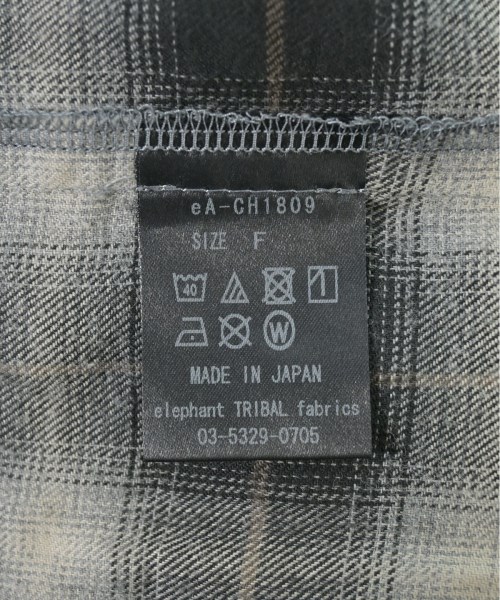 eA-CH1809
SIZE F
40
W
MADE IN JAPAN
elephant TRIBAL fabrics
03-5329-0705